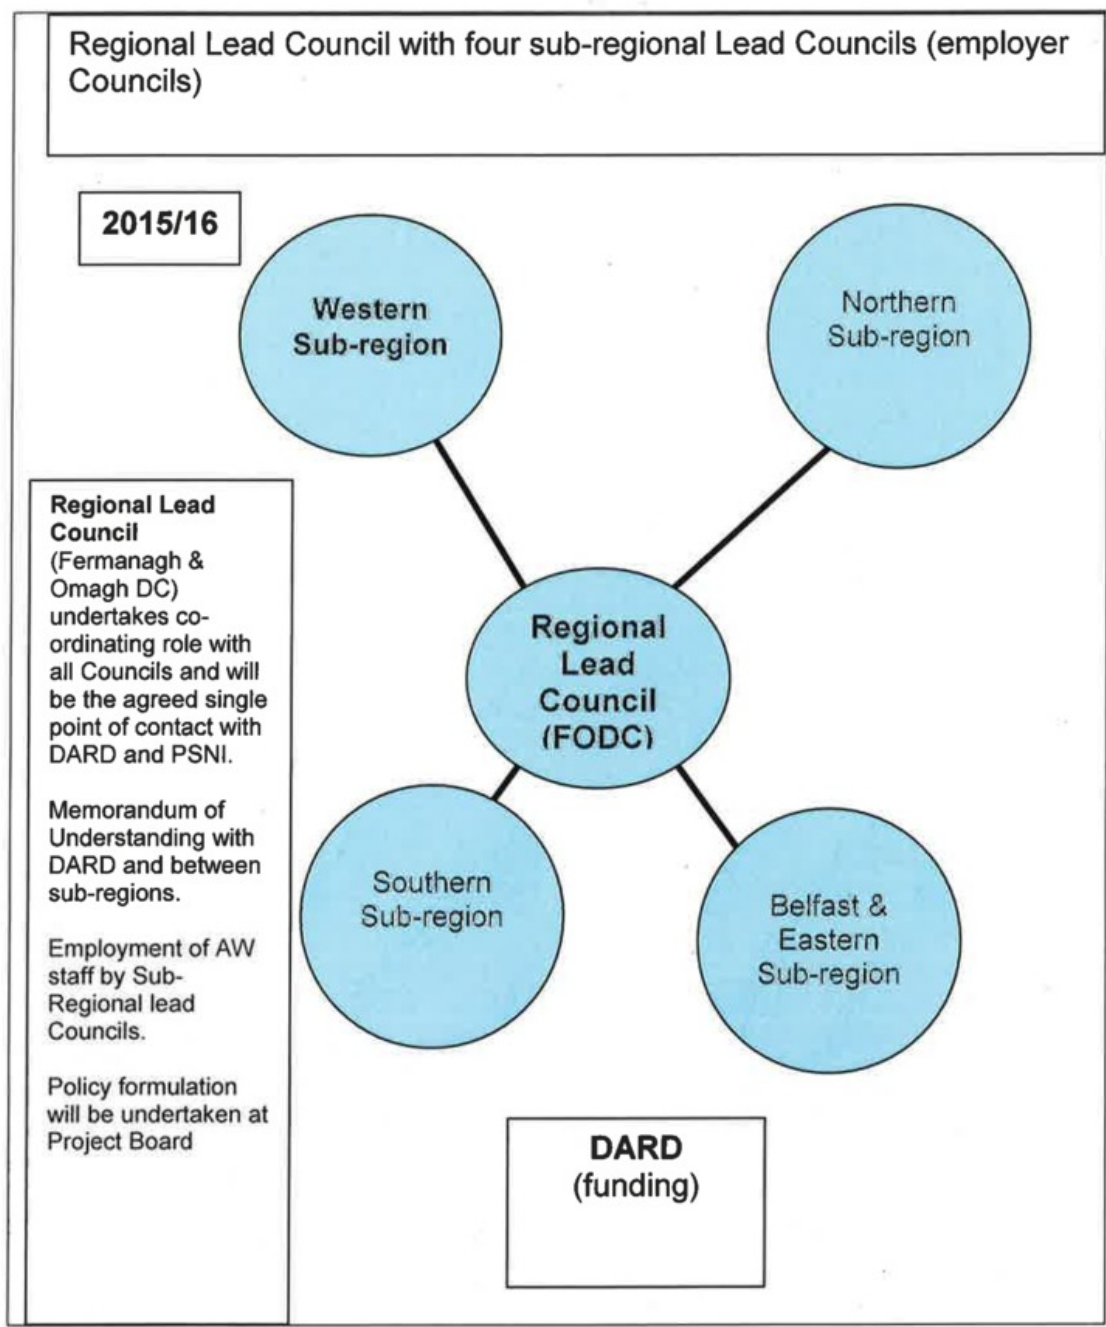 Regional Lead Council with four sub-regional Lead Councils (employer
Councils)
2015/16
Western
Sub-region
Northern
Sub-region
Regional Lead
Council
(Fermanagh &
Omagh DC)
undertakes co-
ordinating role with
all Councils and will
be the agreed single
point of contact with
DARD and PSNI.
Memorandum of
Understanding with
DARD and between
sub-regions.
Employment of AW
staff by Sub-
Regional lead
Councils.
Policy formulation
will be undertaken at
Project Board
Regional
Lead
Council
(FODC)
Southern
Sub-region
Belfast &
Eastern
Sub-region
DARD
(funding)